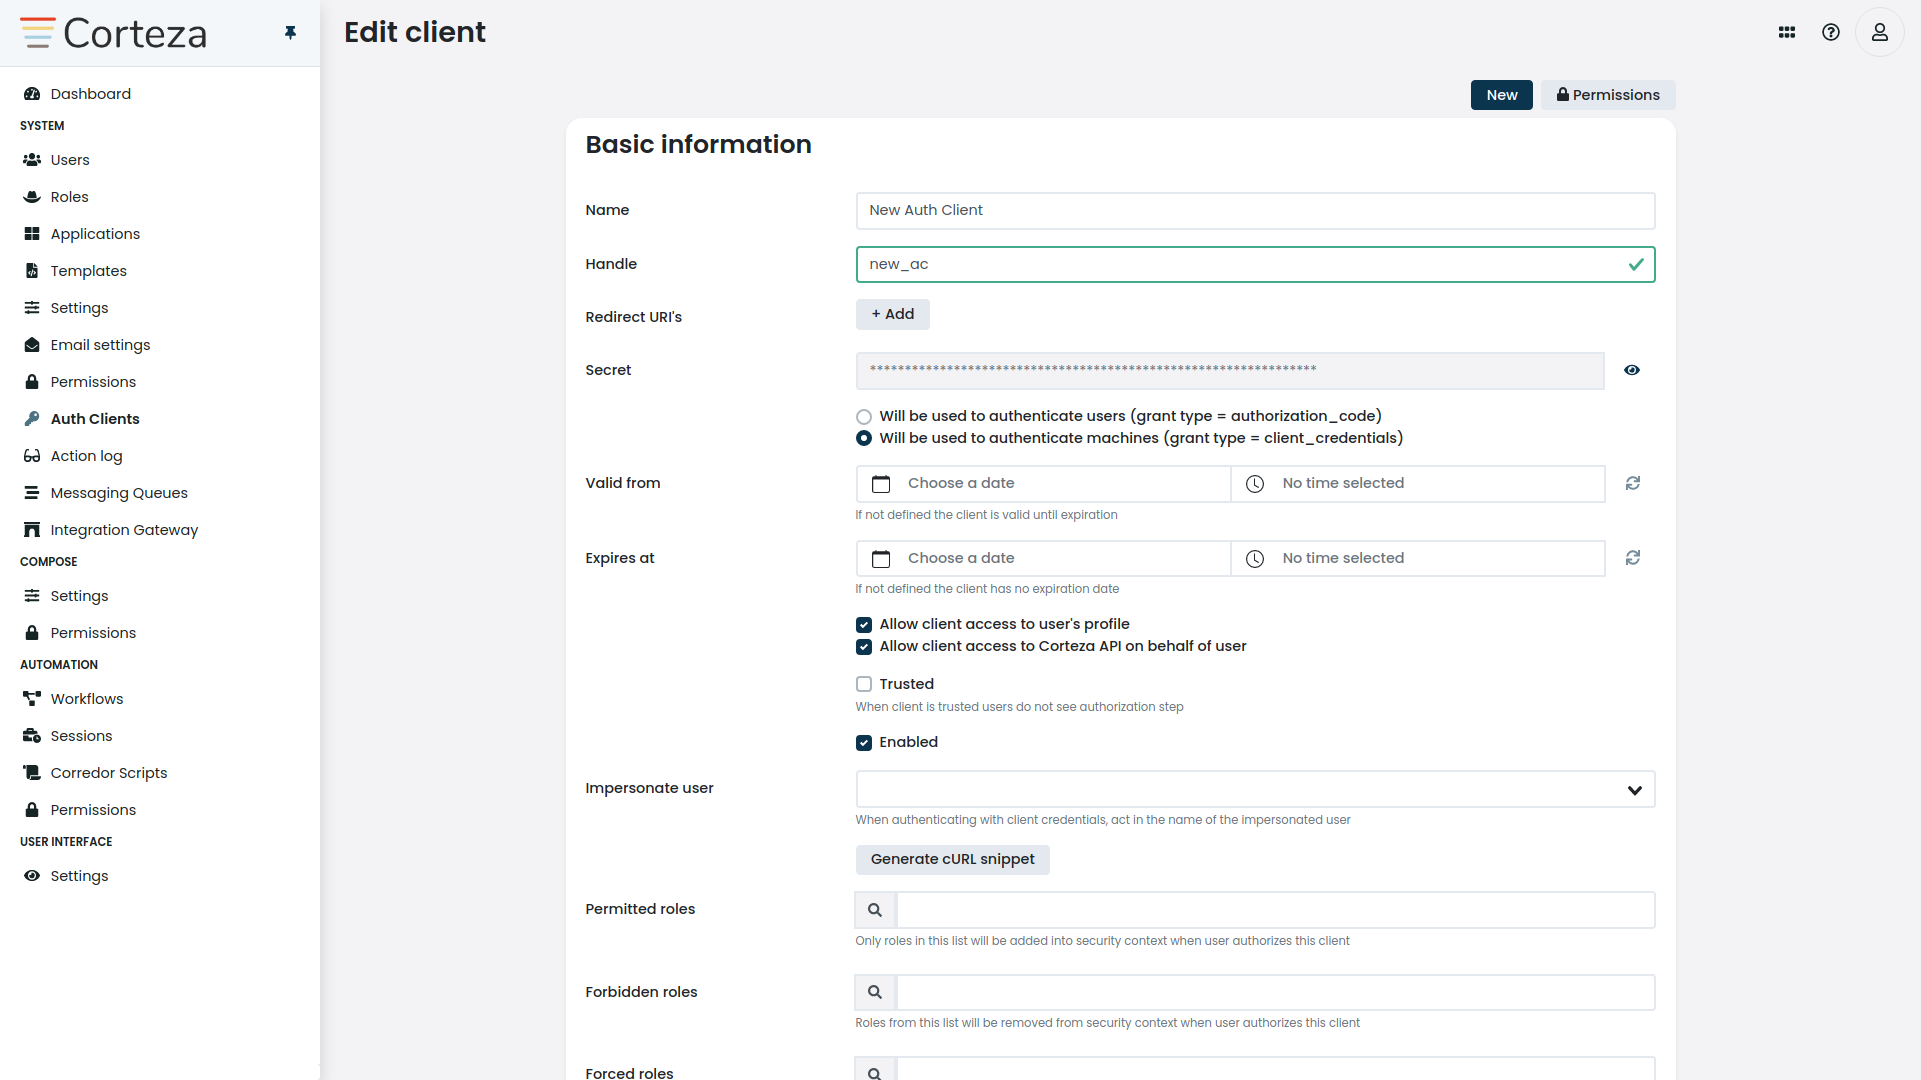 Corteza
Edit client
Dashboard
SYSTEM
Users
Roles
Applications
Templates
Settings
Email settings
Permissions
Auth Clients
Action log
Messaging Queues
Integration Gateway
COMPOSE
Settings
Permissions
AUTOMATION
Workflows
Sessions
Corredor Scripts
Permissions
USER INTERFACE
Settings
New
Permissions
Basic information
Name
New Auth Client
Handle
new_ac
Redirect URI's
+ Add
Secret
****************************************************************
Will be used to authenticate users (grant type = authorization_code)
Will be used to authenticate machines (grant type = client_credentials)
Valid from
Choose a date
No time selected
If not defined the client is valid until expiration
Expires at
Choose a date
No time selected
If not defined the client has no expiration date
Allow client access to user's profile
Allow client access to Corteza API on behalf of user
Trusted
When client is trusted users do not see authorization step
Enabled
Impersonate user
When authenticating with client credentials, act in the name of the impersonated user
Generate cURL snippet
Permitted roles
Only roles in this list will be added into security context when user authorizes this client
Forbidden roles
Roles from this list will be removed from security context when user authorizes this client
Forced roles